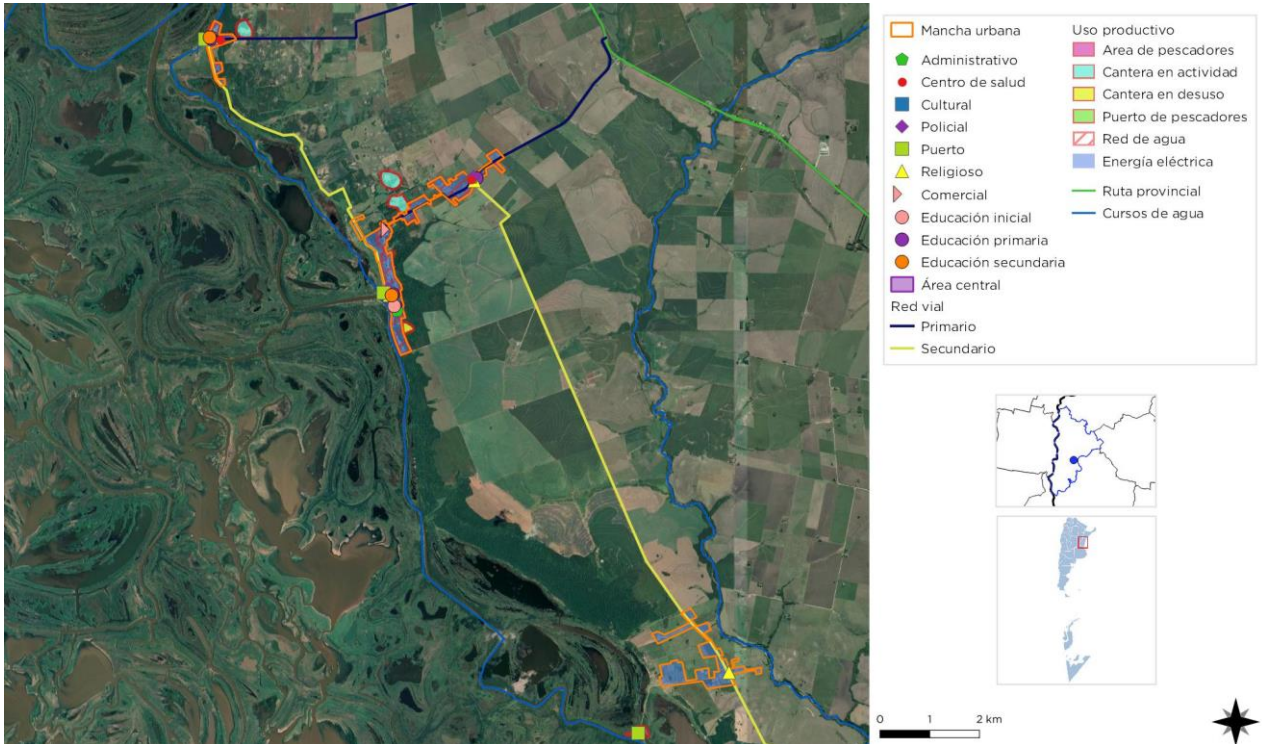 Mancha urbana
Administrativo
Centro de salud
Cultural
Policial
Puerto
Religioso
Comercial
Educación inicial
Educación primaria
Educación secundaria
Área central
Red vial
Primario
Secundario
Uso productivo
Area de pescadores
Cantera en actividad
Cantera en desuso
Puerto de pescadores
Red de agua
Energía eléctrica
Ruta provincial
Cursos de agua
0 1 2 km